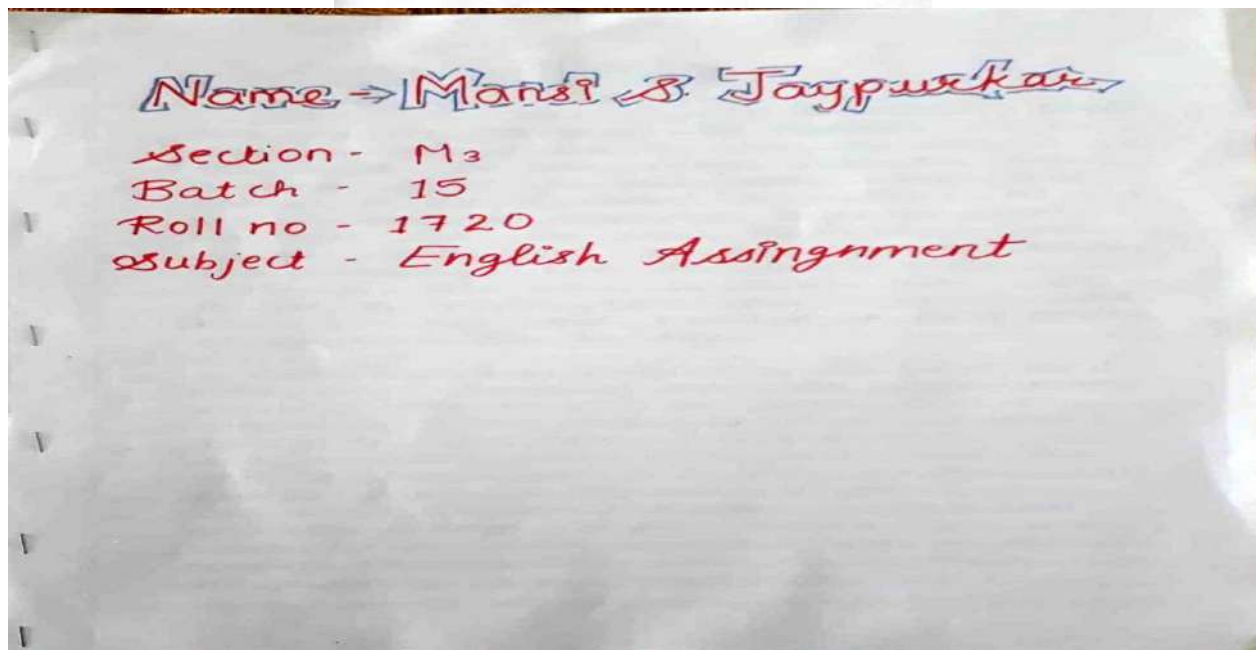 Name → Mansi S Jaypurkar
Section - M3
Batch - 15
Roll no - 1720
Subject - English Assingnment